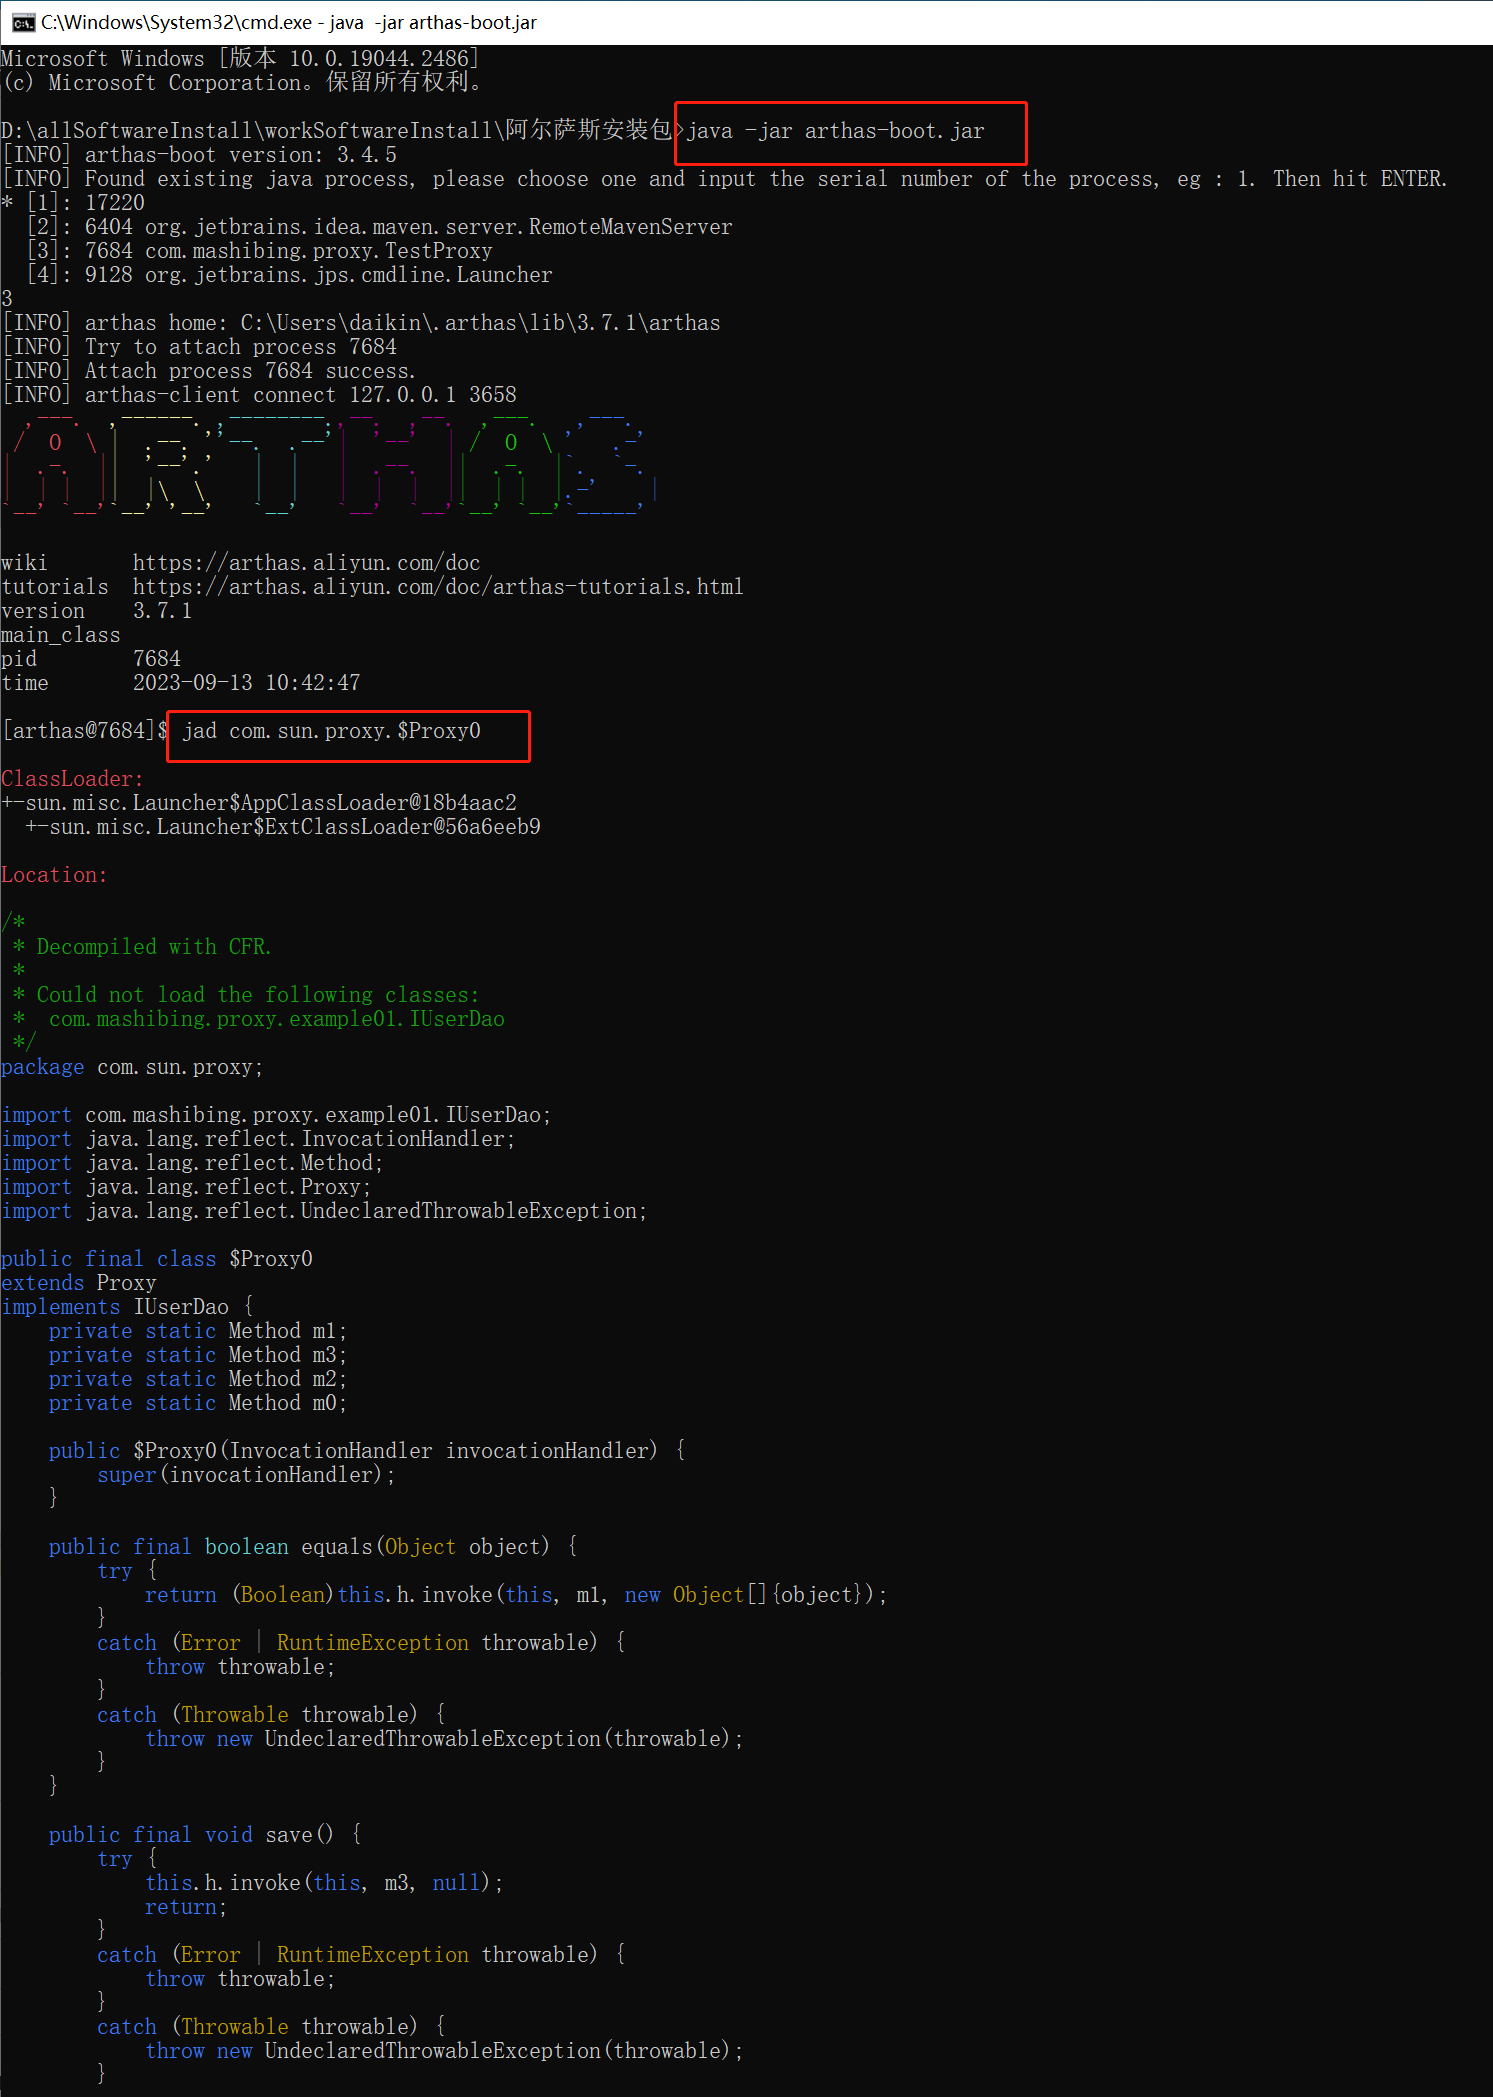 C:\Windows\System32\cmd.exe - java  -jar arthas-boot.jar
Microsoft Windows [版本 10.0.19044.2486]
(c) Microsoft Corporation。保留所有权利。
D:\allSoftwareInstall\workSoftwareInstall\阿尔萨斯安装包>java -jar arthas-boot.jar
[INFO] arthas-boot version: 3.4.5
[INFO] Found existing java process, please choose one and input the serial number of the process, eg : 1. Then hit ENTER.
* [1]: 17220
  [2]: 6404 org.jetbrains.idea.maven.server.RemoteMavenServer
  [3]: 7684 com.mashibing.proxy.TestProxy
  [4]: 9128 org.jetbrains.jps.cmdline.Launcher
3
[INFO] arthas home: C:\Users\daikin\.arthas\lib\3.7.1\arthas
[INFO] Try to attach process 7684
[INFO] Attach process 7684 success.
[INFO] arthas-client connect 127.0.0.1 3658
ARTHAS
wiki       https://arthas.aliyun.com/doc
tutorials  https://arthas.aliyun.com/doc/arthas-tutorials.html
version    3.7.1
main_class
pid        7684
time       2023-09-13 10:42:47
[arthas@7684]$ jad com.sun.proxy.$Proxy0
ClassLoader:
+-sun.misc.Launcher$AppClassLoader@18b4aac2
  +-sun.misc.Launcher$ExtClassLoader@56a6eeb9
Location:
/*
 * Decompiled with CFR.
 *
 * Could not load the following classes:
 *  com.mashibing.proxy.example01.IUserDao
 */
package com.sun.proxy;
import com.mashibing.proxy.example01.IUserDao;
import java.lang.reflect.InvocationHandler;
import java.lang.reflect.Method;
import java.lang.reflect.Proxy;
import java.lang.reflect.UndeclaredThrowableException;
public final class $Proxy0
extends Proxy
implements IUserDao {
    private static Method m1;
    private static Method m3;
    private static Method m2;
    private static Method m0;
    public $Proxy0(InvocationHandler invocationHandler) {
        super(invocationHandler);
    }
    public final boolean equals(Object object) {
        try {
            return (Boolean)this.h.invoke(this, m1, new Object[]{object});
        }
        catch (Error | RuntimeException throwable) {
            throw throwable;
        }
        catch (Throwable throwable) {
            throw new UndeclaredThrowableException(throwable);
        }
    }
    public final void save() {
        try {
            this.h.invoke(this, m3, null);
            return;
        }
        catch (Error | RuntimeException throwable) {
            throw throwable;
        }
        catch (Throwable throwable) {
            throw new UndeclaredThrowableException(throwable);
        }